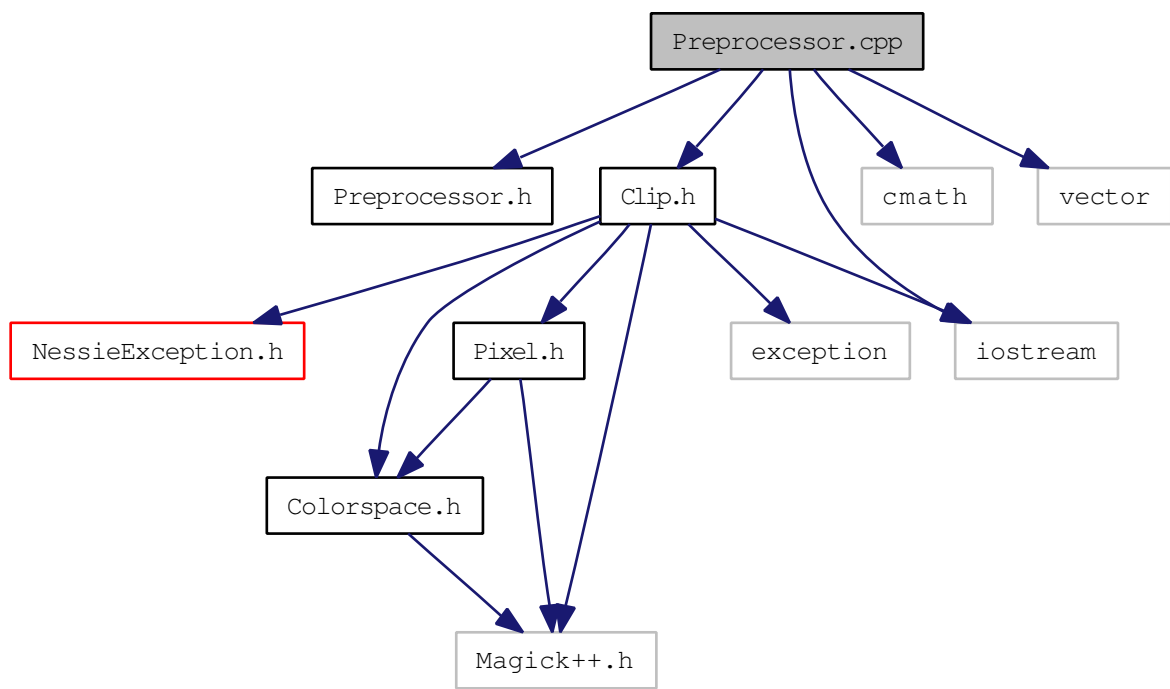 Preprocessor.cpp
Preprocessor.h
Clip.h
cmath
vector
NessieException.h
Pixel.h
exception
iostream
Colorspace.h
Magick++.h